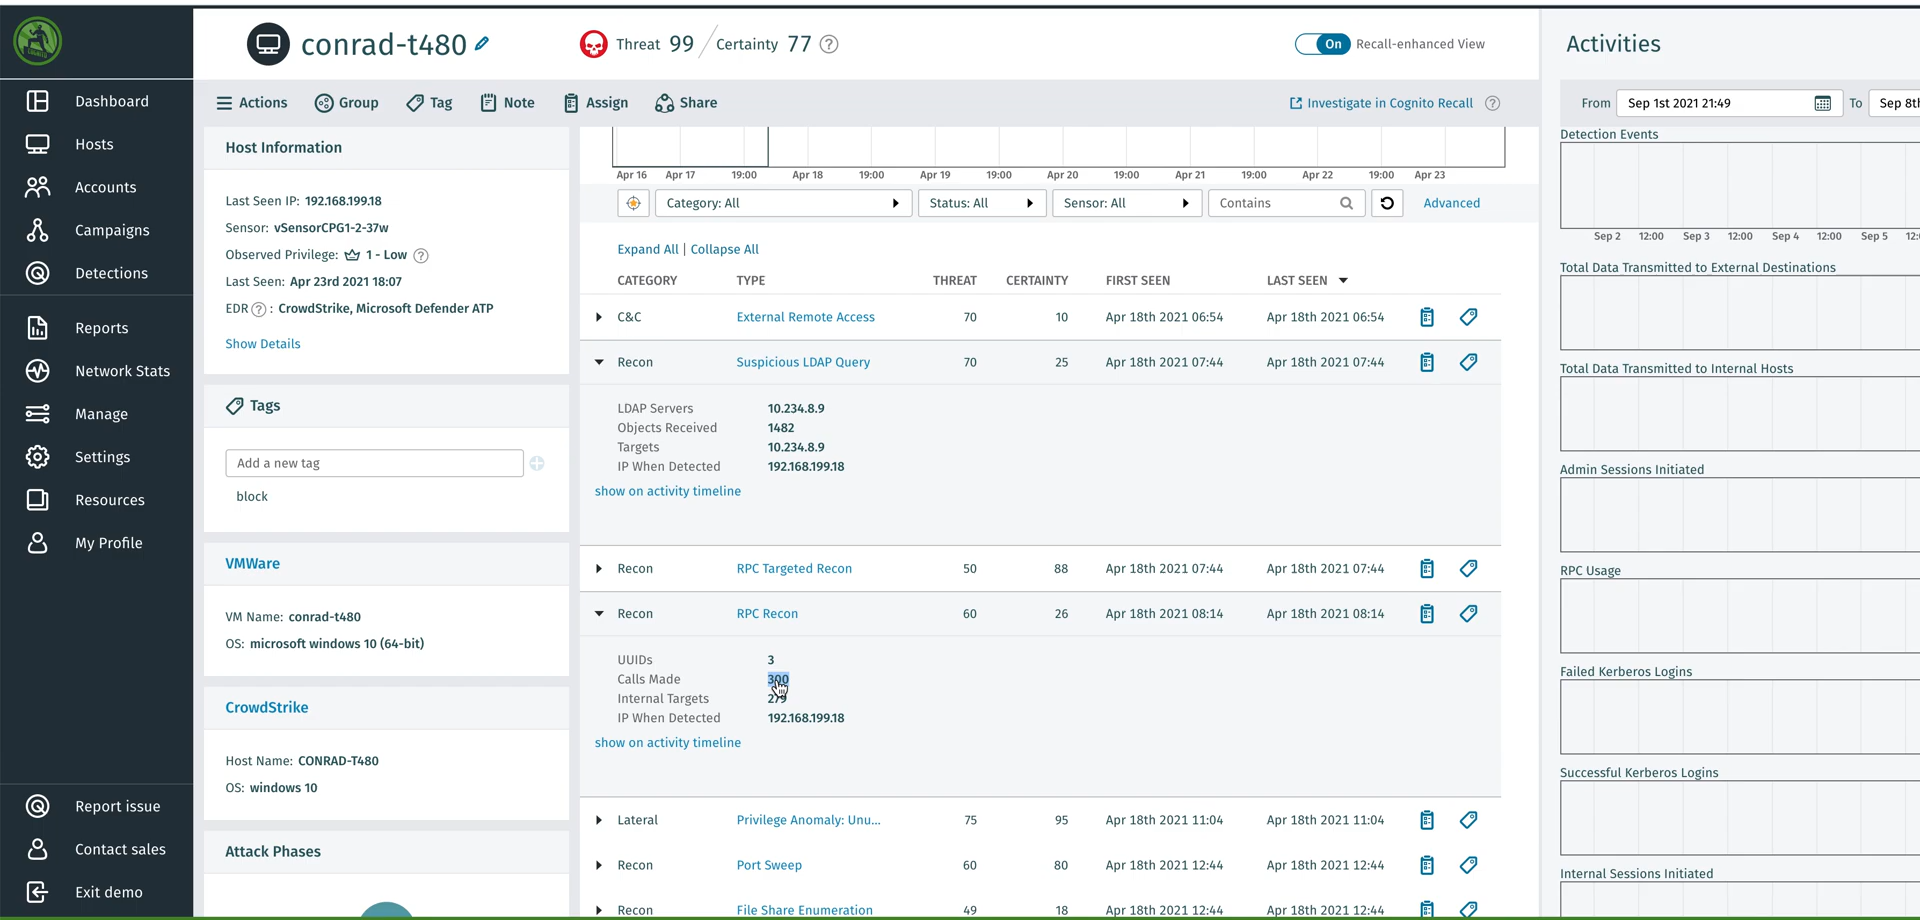 conrad-t480
Threat 99 Certainty 77 ?
On Recall-enhanced View
Activities
Dashboard
Hosts
Accounts
Campaigns
Detections
Reports
Network Stats
Manage
Settings
Resources
My Profile
Report issue
Contact sales
Exit demo
Actions Group Tag Note Assign Share
Investigate in Cognito Recall ?
Host Information
Last Seen IP: 192.168.199.18
Sensor: vSensorCPG1-2-37w
Observed Privilege: 1 - Low ?
Last Seen: Apr 23rd 2021 18:07
EDR ? : CrowdStrike, Microsoft Defender ATP
Show Details
Tags
Add a new tag
block
VMWare
VM Name: conrad-t480
OS: microsoft windows 10 (64-bit)
CrowdStrike
Host Name: CONRAD-T480
OS: windows 10
Attack Phases
Apr 16 Apr 17 19:00 Apr 18 19:00 Apr 19 19:00 Apr 20 19:00 Apr 21 19:00 Apr 22 19:00 Apr 23
Category: All Status: All Sensor: All Contains Advanced
Expand All | Collapse All
CATEGORY TYPE THREAT CERTAINTY FIRST SEEN LAST SEEN
C&C External Remote Access 70 10 Apr 18th 2021 06:54 Apr 18th 2021 06:54
Recon Suspicious LDAP Query 70 25 Apr 18th 2021 07:44 Apr 18th 2021 07:44
LDAP Servers 10.234.8.9
Objects Received 1482
Targets 10.234.8.9
IP When Detected 192.168.199.18
show on activity timeline
Recon RPC Targeted Recon 50 88 Apr 18th 2021 07:44 Apr 18th 2021 07:44
Recon RPC Recon 60 26 Apr 18th 2021 08:14 Apr 18th 2021 08:14
UUIDs 3
Calls Made 300
Internal Targets 279
IP When Detected 192.168.199.18
show on activity timeline
Lateral Privilege Anomaly: Unu... 75 95 Apr 18th 2021 11:04 Apr 18th 2021 11:04
Recon Port Sweep 60 80 Apr 18th 2021 12:44 Apr 18th 2021 12:44
Recon File Share Enumeration 49 18 Apr 18th 2021 12:44 Apr 18th 2021 12:44
From Sep 1st 2021 21:49 To Sep 8th
Detection Events
Sep 2 12:00 Sep 3 12:00 Sep 4 12:00 Sep 5 12:
Total Data Transmitted to External Destinations
Total Data Transmitted to Internal Hosts
Admin Sessions Initiated
RPC Usage
Failed Kerberos Logins
Successful Kerberos Logins
Internal Sessions Initiated